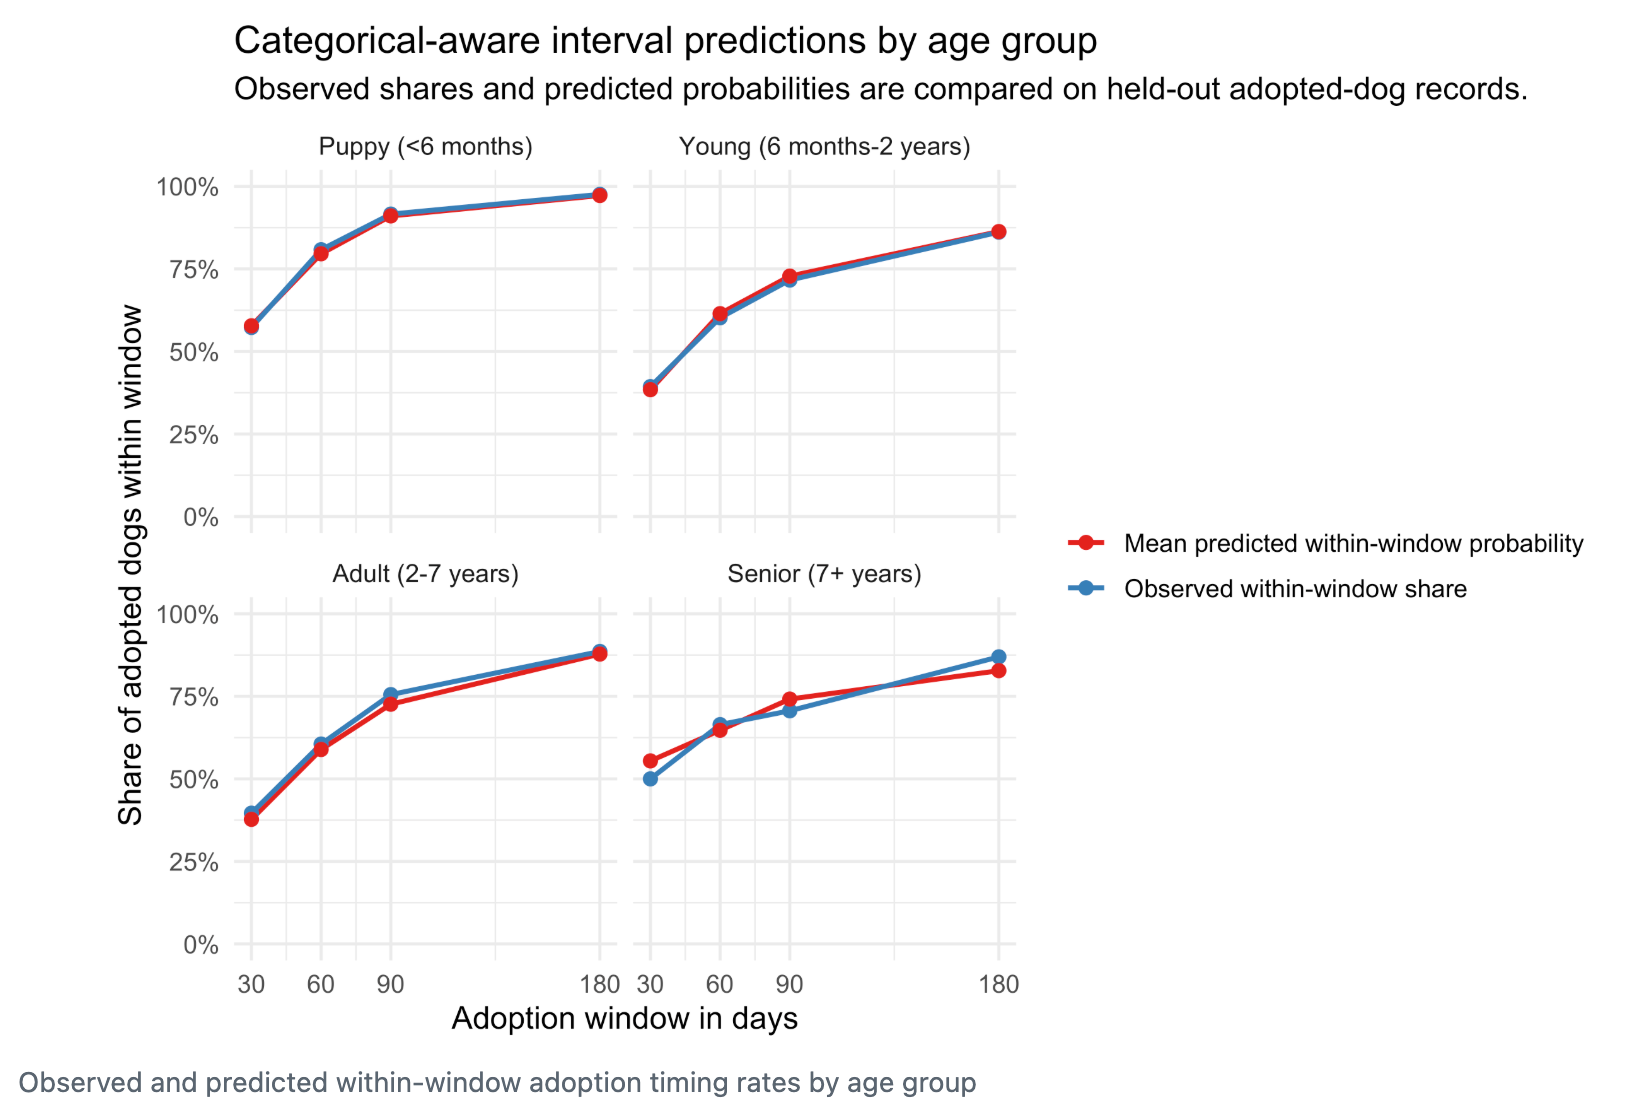 Categorical-aware interval predictions by age group
Observed shares and predicted probabilities are compared on held-out adopted-dog records.
Puppy (<6 months)
Young (6 months-2 years)
100%
75%
50%
25%
0%
Adult (2-7 years)
Senior (7+ years)
100%
75%
50%
25%
0%
30 60 90 180
30 60 90 180
Share of adopted dogs within window
Adoption window in days
Mean predicted within-window probability
Observed within-window share
Observed and predicted within-window adoption timing rates by age group